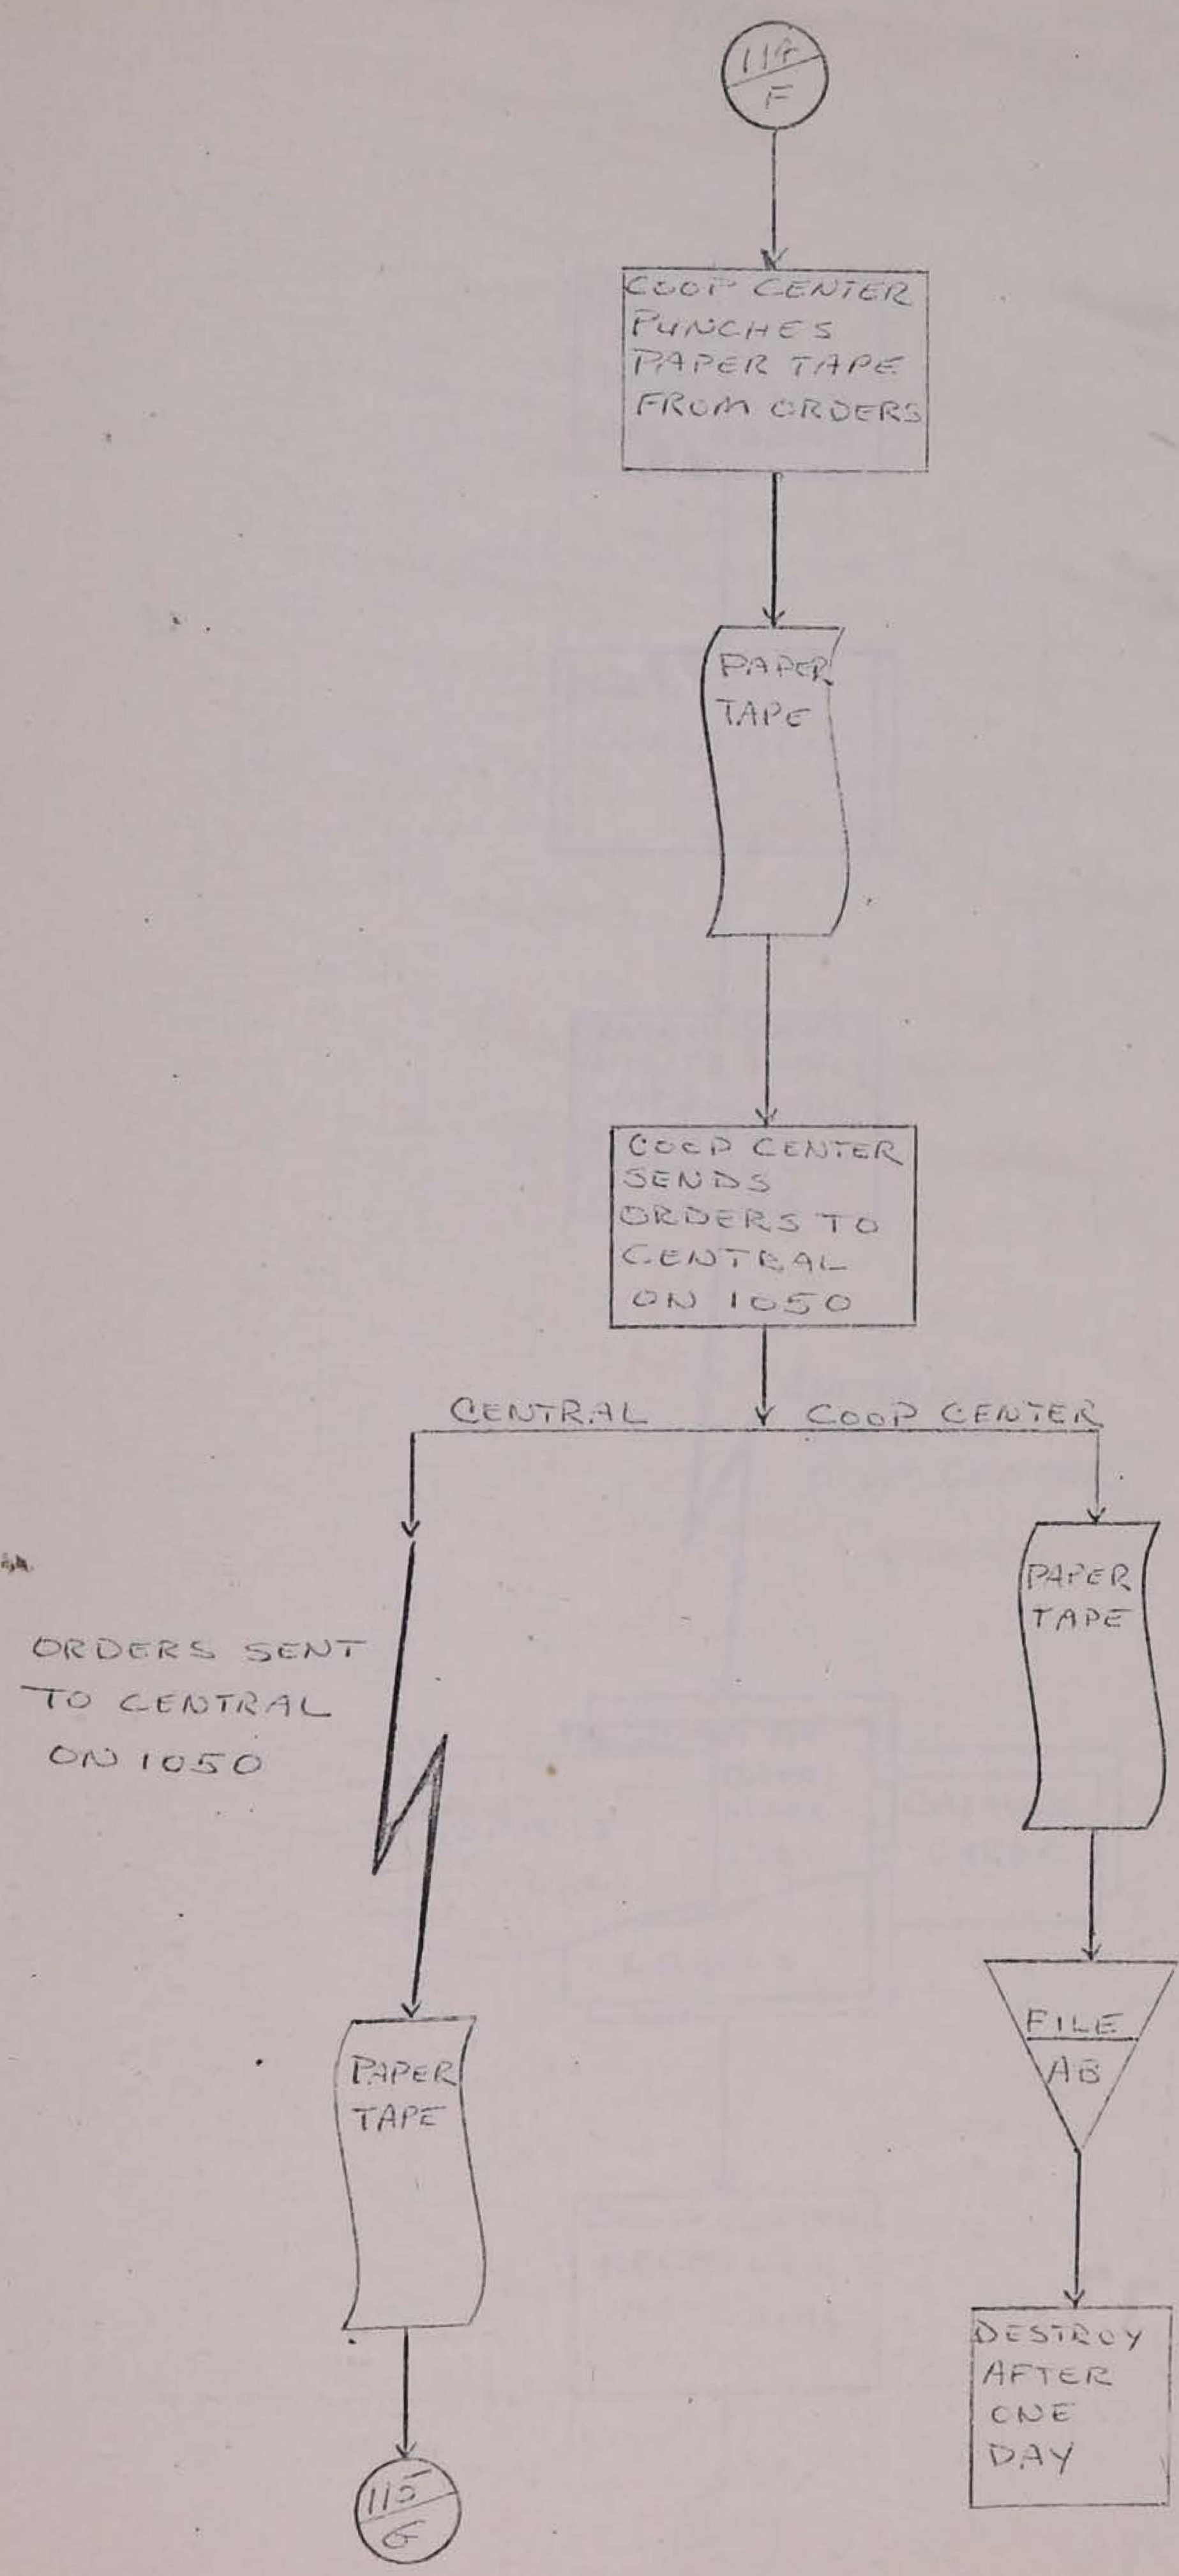 114
F
COOP CENTER
PUNCHES
PAPER TAPE
FROM ORDERS
PAPER
TAPE
COOP CENTER
SENDS
ORDERS TO
CENTRAL
ON 1050
CENTRAL
COOP CENTER
ORDERS SENT
TO CENTRAL
ON 1050
PAPER
TAPE
115
G
PAPER
TAPE
FILE
AB
DESTROY
AFTER
ONE
DAY